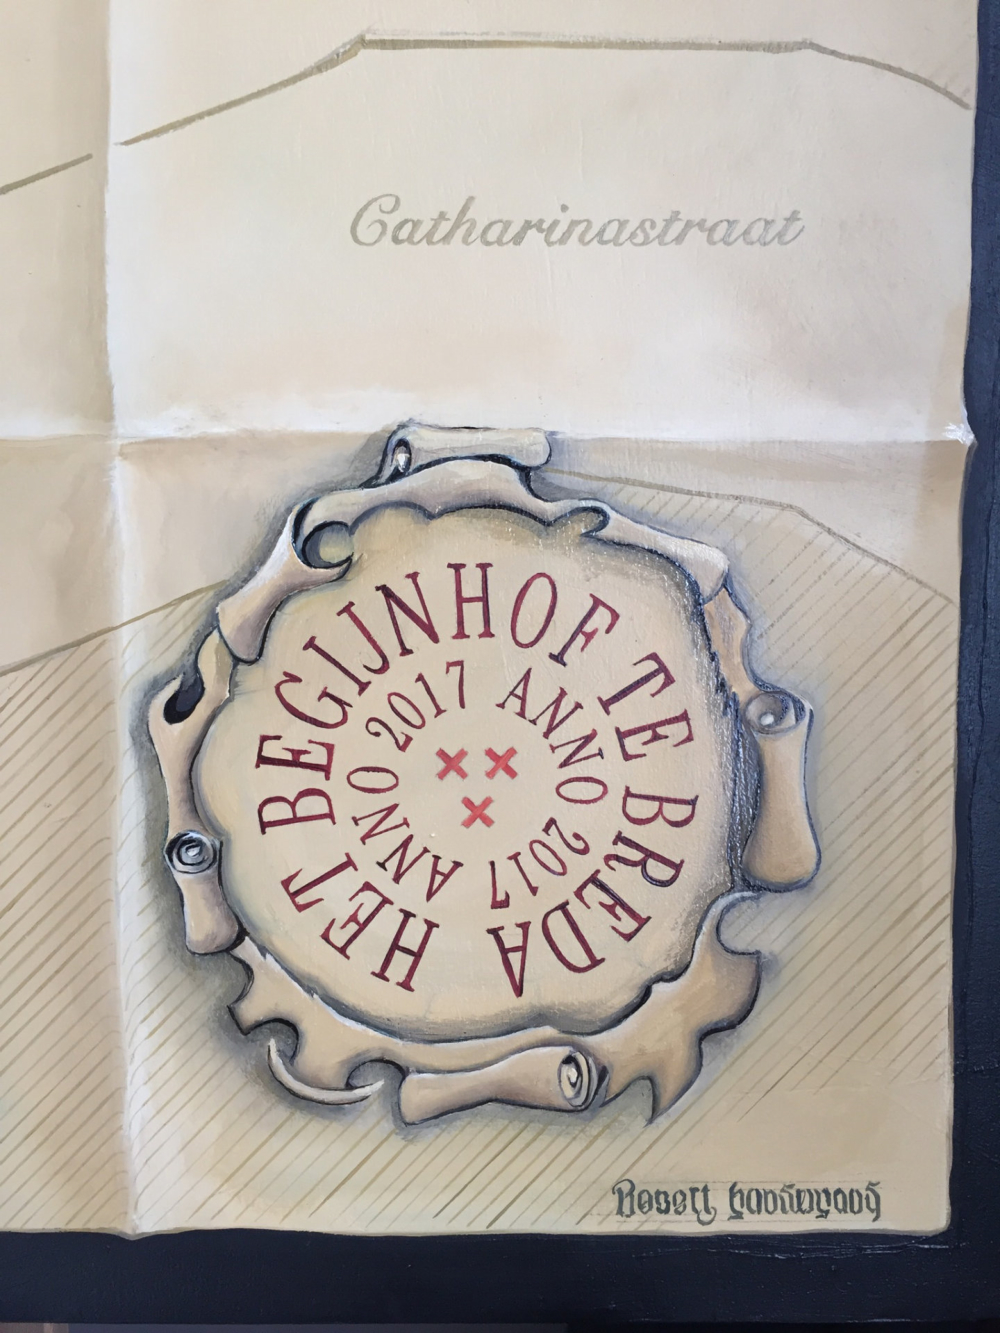 Catharinastraat
HET BEGIJNHOF TE BREDA
ANNO 2017 ANNO 2017